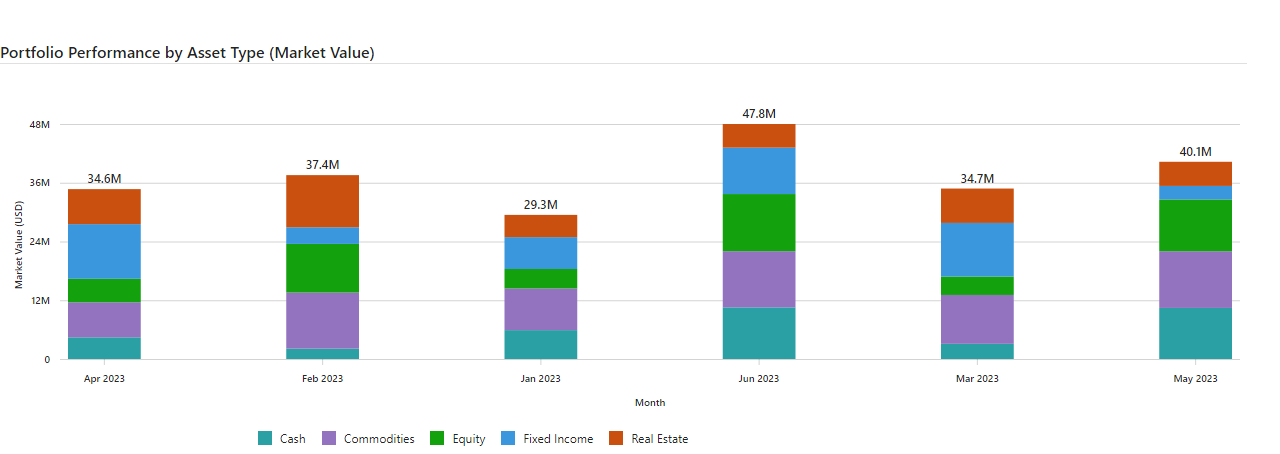 Portfolio Performance by Asset Type (Market Value)
47.8M
48M
40.1M
37.4M
34.6M
34.7M
36M
29.3M
24M
Market Value (USD)
12M
0
Apr 2023 Feb 2023 Jan 2023 Jun 2023 Mar 2023 May 2023
Month
Cash Commodities Equity Fixed Income Real Estate